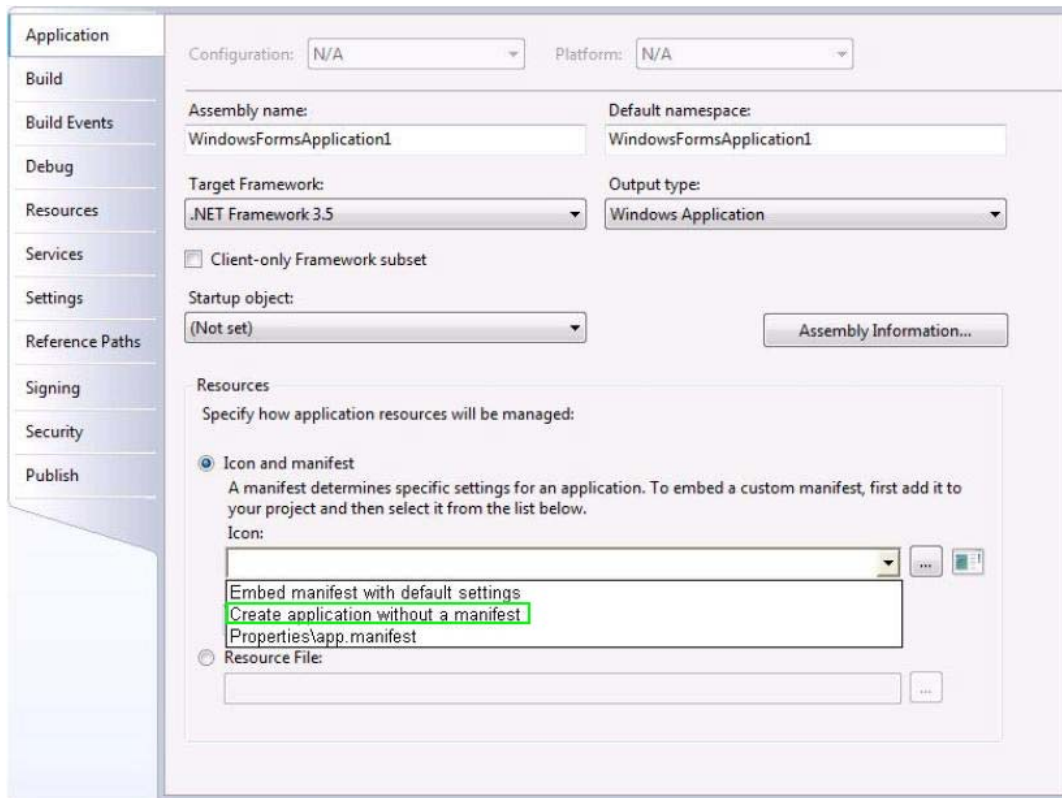 Application
Build
Build Events
Debug
Resources
Services
Settings
Reference Paths
Signing
Security
Publish
Configuration: N/A Platform: N/A
Assembly name: Default namespace:
WindowsFormsApplication1 WindowsFormsApplication1
Target Framework: Output type:
.NET Framework 3.5 Windows Application
Client-only Framework subset
Startup object:
(Not set) Assembly Information...
Resources
Specify how application resources will be managed:
Icon and manifest
A manifest determines specific settings for an application. To embed a custom manifest, first add it to
your project and then select it from the list below.
Icon:
...
Embed manifest with default settings
Create application without a manifest
Properties\app.manifest
Resource File:
...